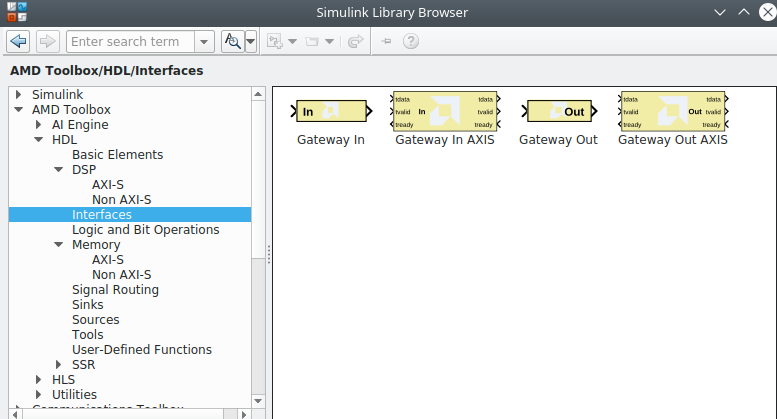 Simulink Library Browser
Enter search term
AMD Toolbox/HDL/Interfaces
Simulink
AMD Toolbox
AI Engine
HDL
Basic Elements
DSP
AXI-S
Non AXI-S
Interfaces
Logic and Bit Operations
Memory
AXI-S
Non AXI-S
Signal Routing
Sinks
Sources
Tools
User-Defined Functions
SSR
HLS
Utilities
Communications Toolbox
In
Gateway In
tdata tdata
tvalid In tvalid
tready tready
Gateway In AXIS
Out
Gateway Out
tdata tdata
tvalid Out tvalid
tready tready
Gateway Out AXIS